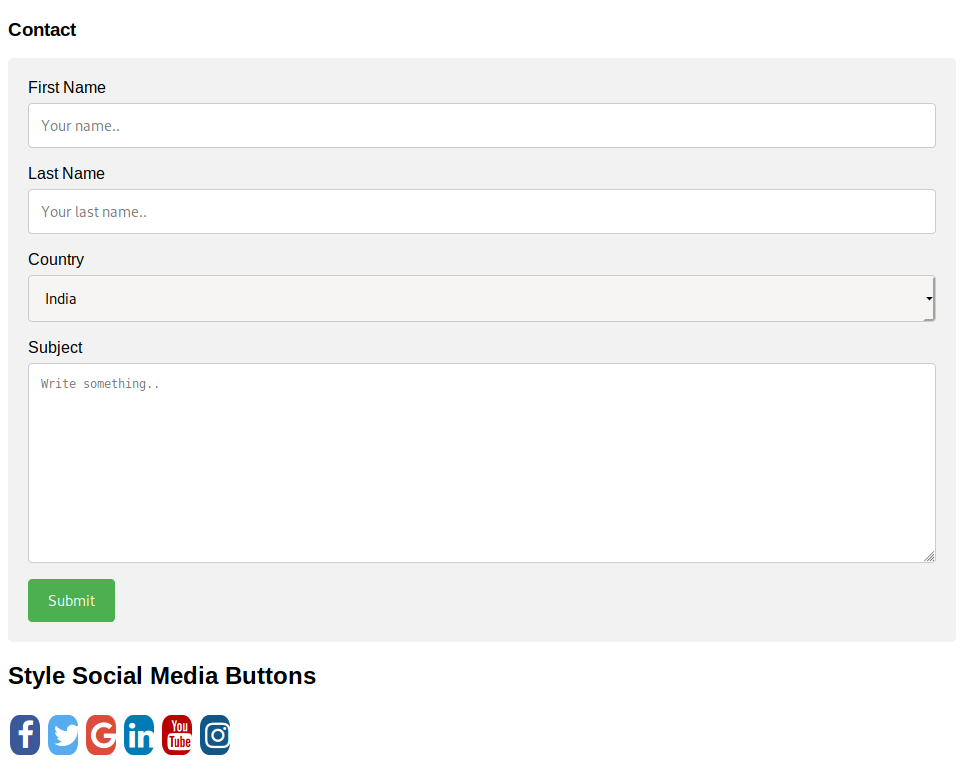 Contact
First Name
Your name..
Last Name
Your last name..
Country
India
Subject
Write something..
Submit
Style Social Media Buttons
f G in You Tube